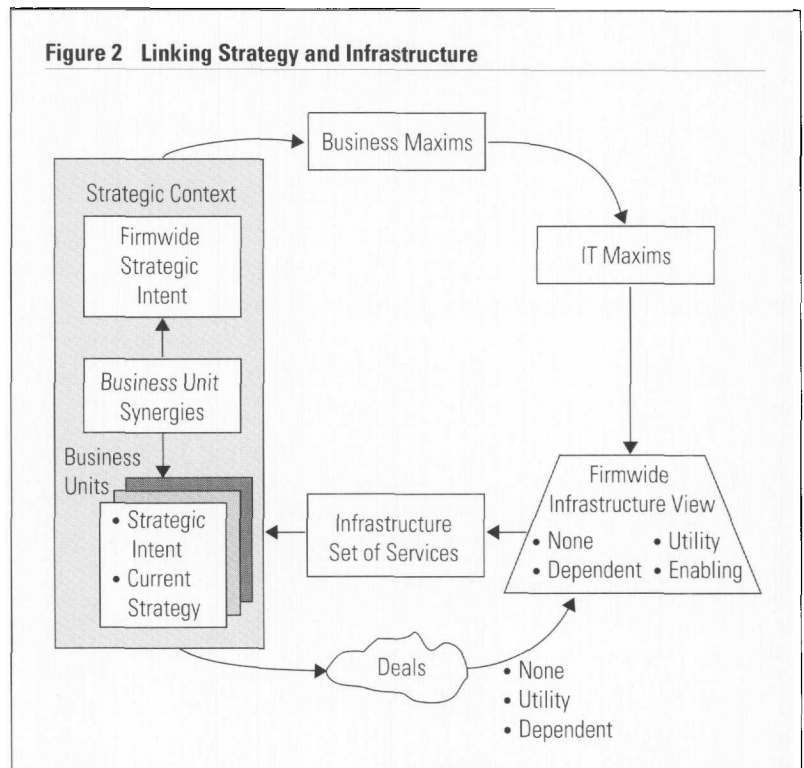 Figure 2 Linking Strategy and Infrastructure
Business Maxims
Strategic Context
Firmwide
Strategic
Intent
IT Maxims
Business Unit
Synergies
Business
Units
• Strategic
Intent
• Current
Strategy
Infrastructure
Set of Services
Firmwide
Infrastructure View
• None • Utility
• Dependent • Enabling
Deals
• None
• Utility
• Dependent